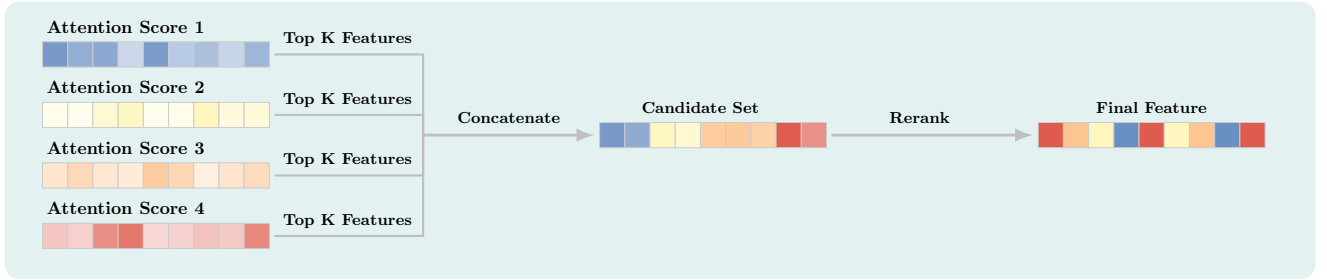 Attention Score 1
Top K Features
Attention Score 2
Top K Features
Concatenate
Candidate Set
Rerank
Final Feature
Attention Score 3
Top K Features
Attention Score 4
Top K Features